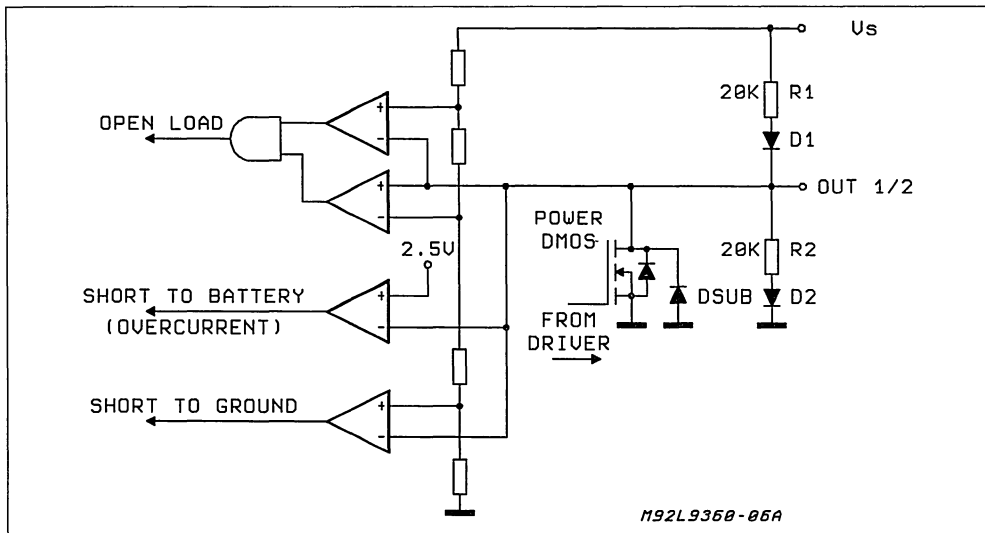 Vs
20K R1
D1
OPEN LOAD
+
-
+
-
OUT 1/2
POWER
DMOS
20K R2
D2
DSUB
2.5V
SHORT TO BATTERY
(OVERCURRENT)
+
-
FROM
DRIVER
SHORT TO GROUND
+
-
M92L9360-06A